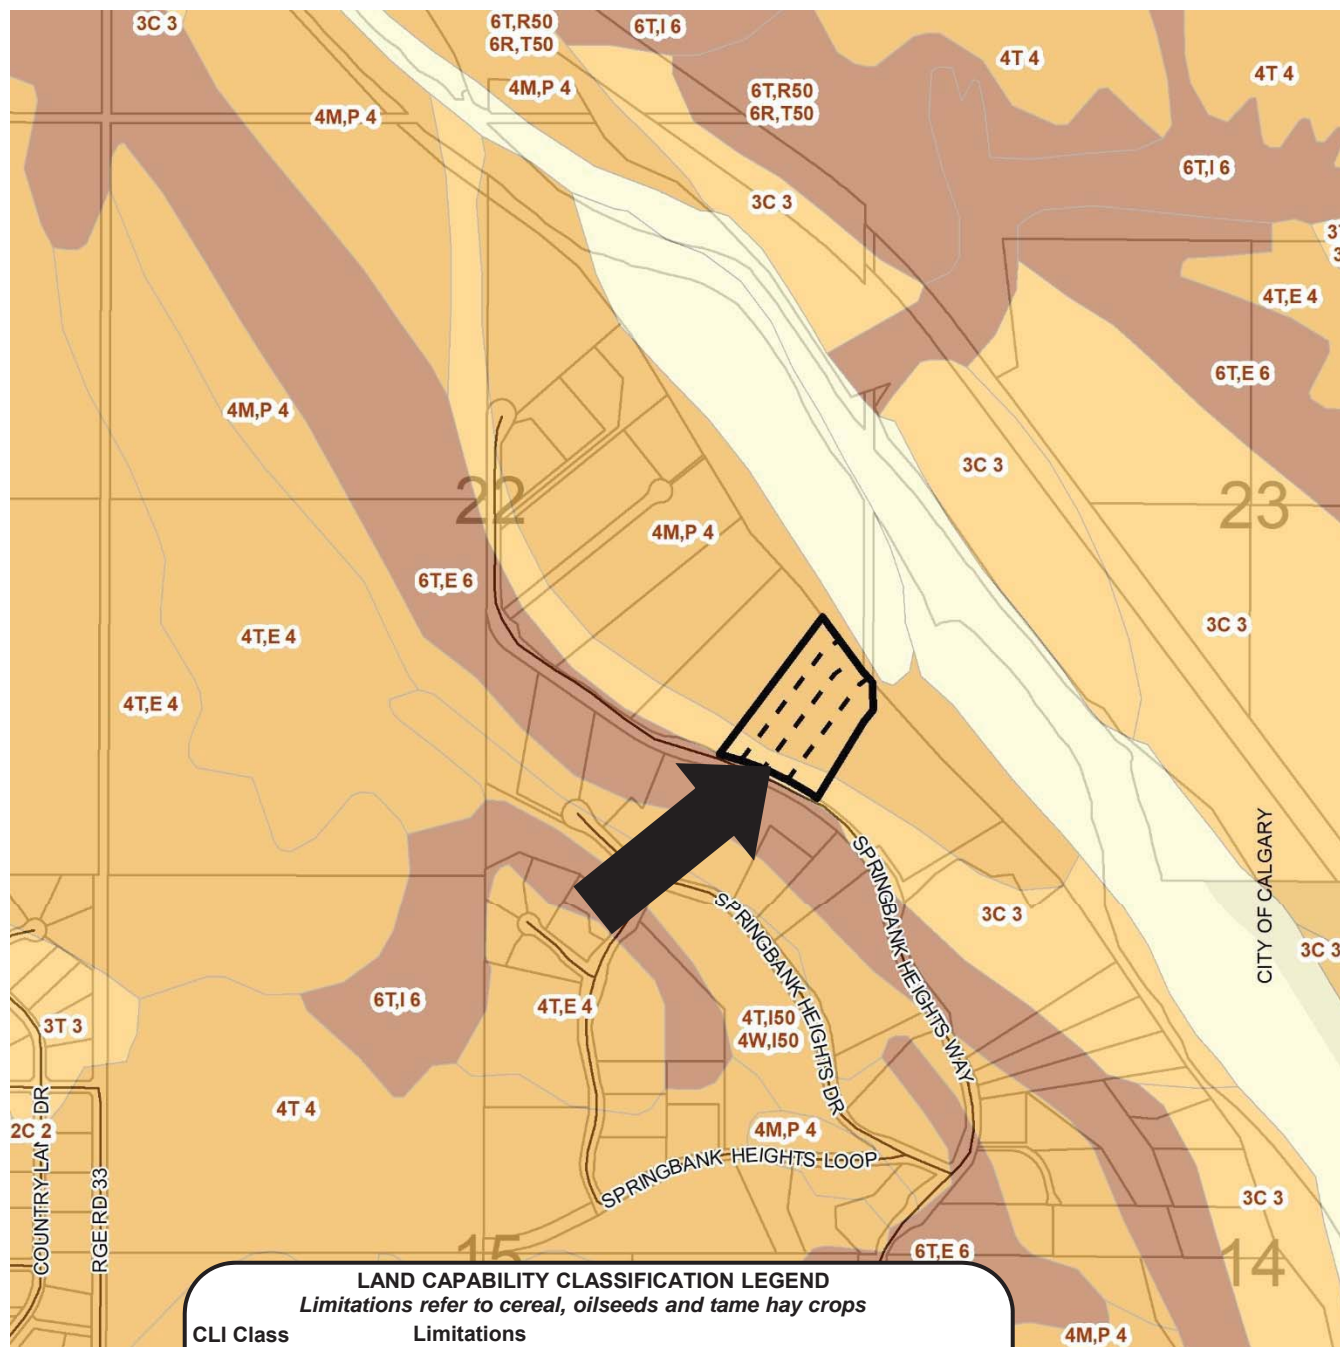 3C 3
6T,R50
6R,T50
6T,I 6
4T 4
4T 4
4M,P 4
6T,R50
6R,T50
4M,P 4
6T,I 6
3C 3
4T,E 4
6T,E 6
4M,P 4
3C 3
22
23
4M,P 4
6T,E 6
3C 3
4T,E 4
4T,E 4
SPRINGBANK HEIGHTS WAY
CITY OF CALGARY
SPRINGBANK HEIGHTS DR
3C 3
3C 3
6T,I 6
4T,E 4
3T 3
4T,I50
4W,I50
4T 4
2C 2
4M,P 4
COUNTRY LAN DR
RGE RD 33
SPRINGBANK HEIGHTS LOOP
3C 3
15
6T,E 6
14
LAND CAPABILITY CLASSIFICATION LEGEND
Limitations refer to cereal, oilseeds and tame hay crops
CLI Class Limitations
4M,P 4